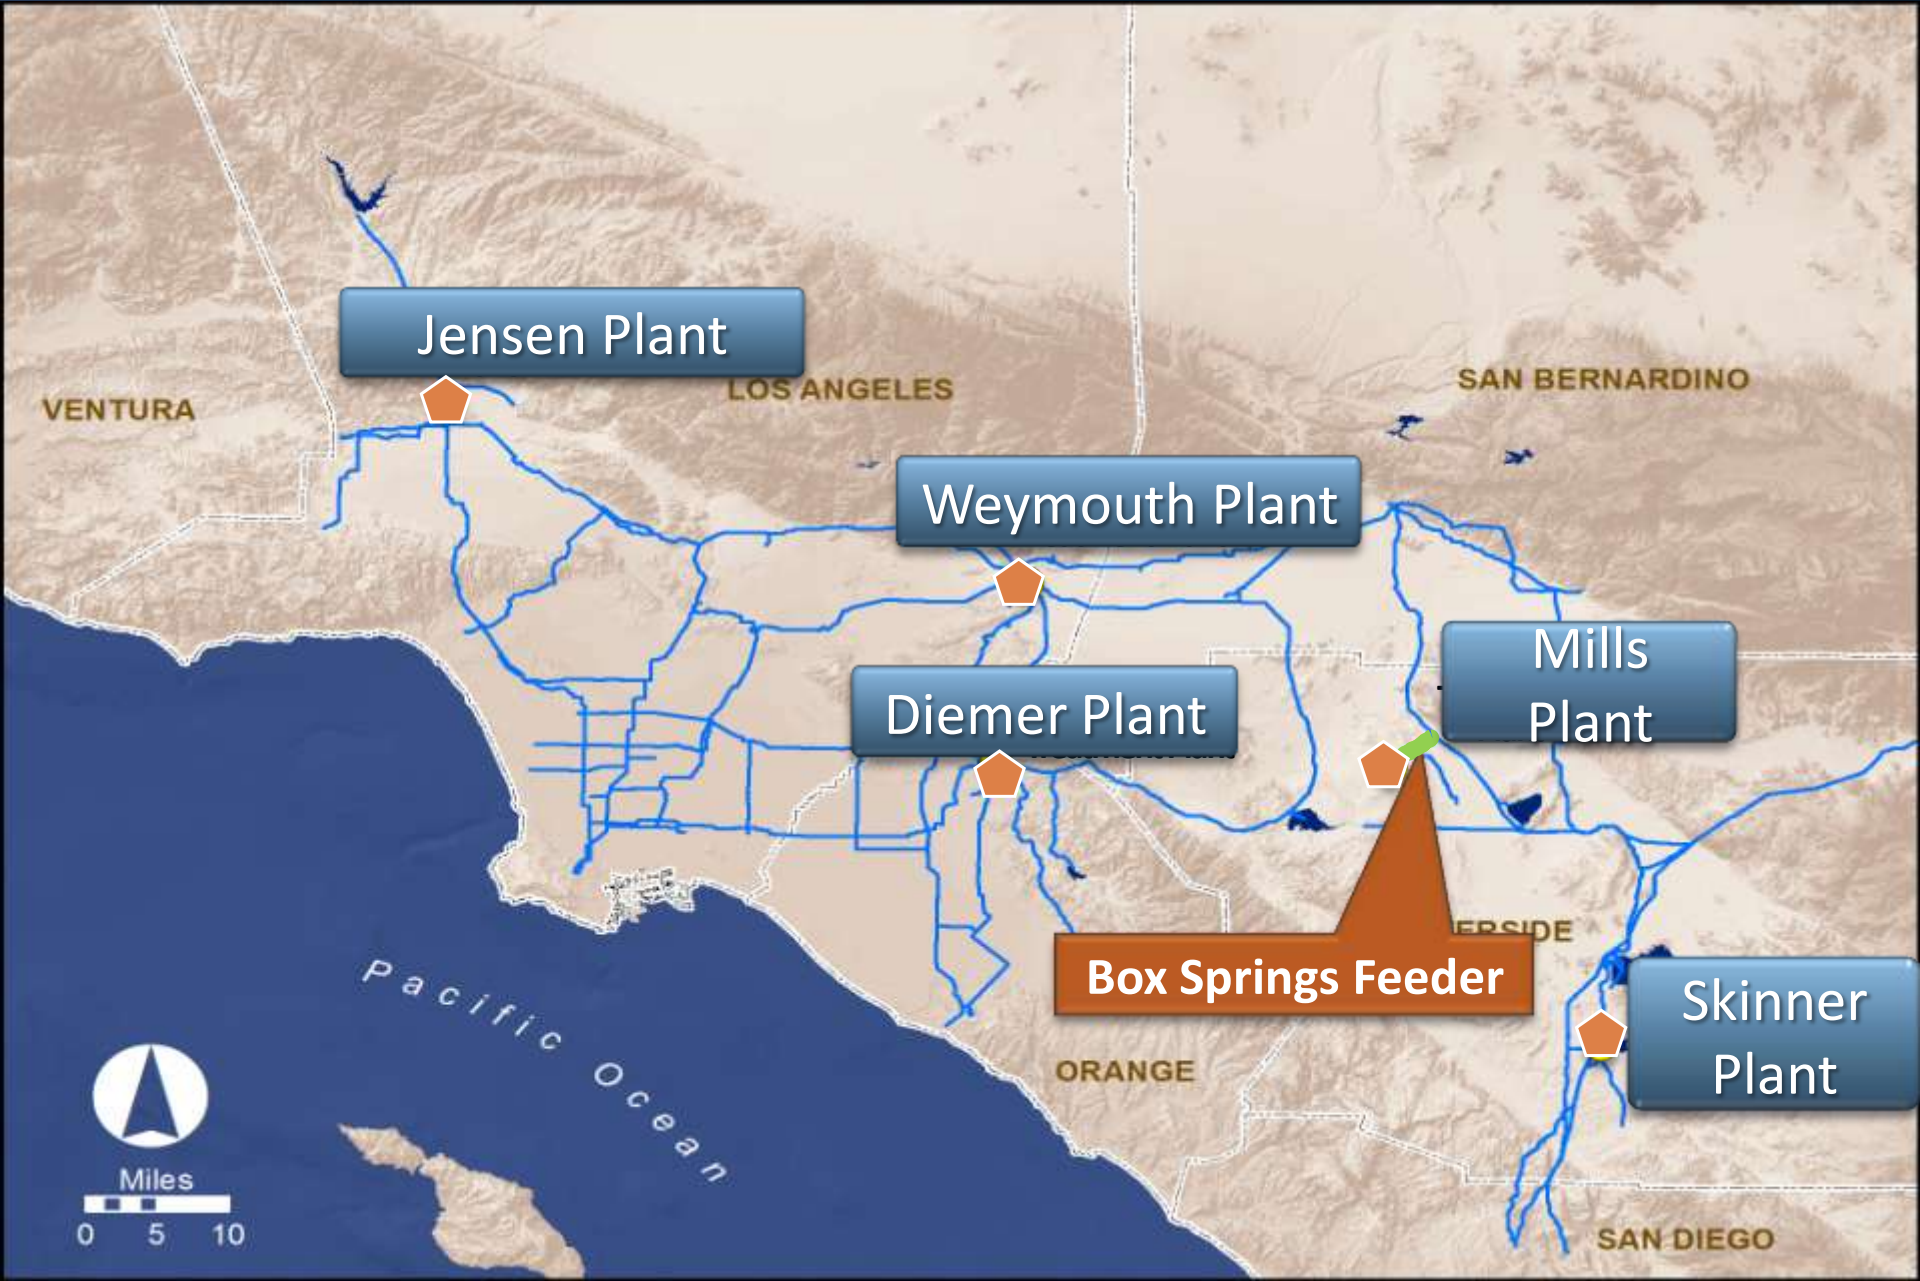 Jensen Plant
LOS ANGELES
SAN BERNARDINO
VENTURA
Weymouth Plant
Mills
Plant
Diemer Plant
ERSIDE
Box Springs Feeder
Pacific Ocean
Skinner
Plant
ORANGE
Miles
0 5 10
SAN DIEGO